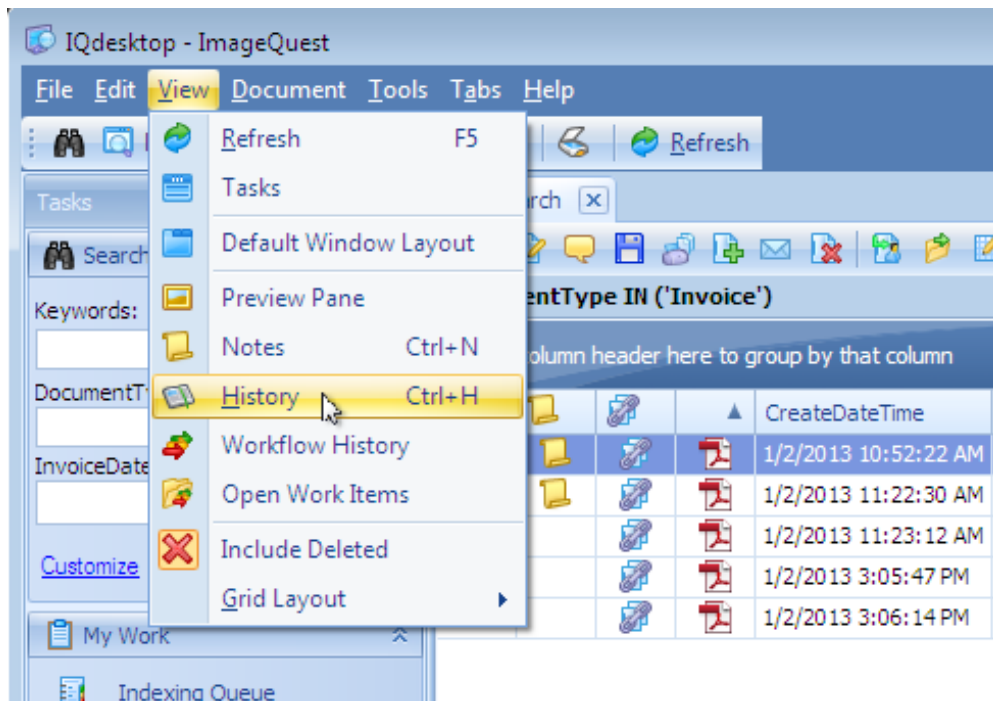 IQdesktop - ImageQuest
File Edit View Document Tools Tabs Help
Refresh
Refresh F5
Tasks
Default Window Layout
Preview Pane
Notes Ctrl+N
History Ctrl+H
Workflow History
Open Work Items
Include Deleted
Grid Layout
Tasks
Search
Keywords:
InvoiceDate
Customize
My Work
Indexing Queue
IN ('Invoice')
header here to group by that column
CreateDateTime
1/2/2013 10:52:22 AM
1/2/2013 11:22:30 AM
1/2/2013 11:23:12 AM
1/2/2013 3:05:47 PM
1/2/2013 3:06:14 PM